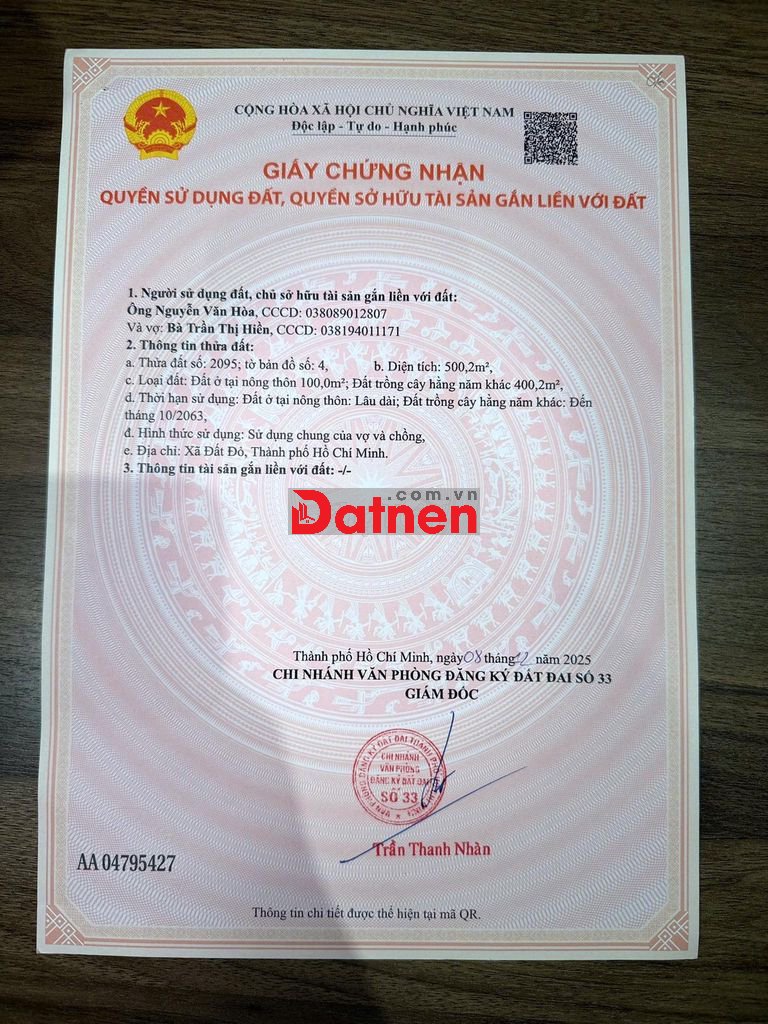 CỘNG HÒA XÃ HỘI CHỦ NGHĨA VIỆT NAM
Độc lập - Tự do - Hạnh phúc
GIẤY CHỨNG NHẬN
QUYỀN SỬ DỤNG ĐẤT, QUYỀN SỞ HỮU TÀI SẢN GẮN LIỀN VỚI ĐẤT
1. Người sử dụng đất, chủ sở hữu tài sản gắn liền với đất:
Ông Nguyễn Văn Hòa, CCCD: 038089012807
Và vợ: Bà Trần Thị Hiền, CCCD: 038194011171
2. Thông tin thửa đất:
a. Thửa đất số: 2095; tờ bản đồ số: 4, b. Diện tích: 500,2m²,
c. Loại đất: Đất ở tại nông thôn 100,0m²; Đất trồng cây hằng năm khác 400,2m²,
d. Thời hạn sử dụng: Đất ở tại nông thôn: Lâu dài; Đất trồng cây hằng năm khác: Đến
tháng 10/2063,
đ. Hình thức sử dụng: Sử dụng chung của vợ và chồng,
e. Địa chỉ: Xã Đất Đỏ, Thành phố Hồ Chí Minh.
3. Thông tin tài sản gắn liền với đất: -/-
.com.vn
Datnen
Thành phố Hồ Chí Minh, ngày 08 tháng 12 năm 2025
CHI NHÁNH VĂN PHÒNG ĐĂNG KÝ ĐẤT ĐAI SỐ 33
GIÁM ĐỐC
CHI NHÁNH
VĂN PHÒNG
ĐĂNG KÝ ĐẤT ĐAI
SỐ 33
Trần Thanh Nhàn
AA 04795427
Thông tin chi tiết được thể hiện tại mã QR.